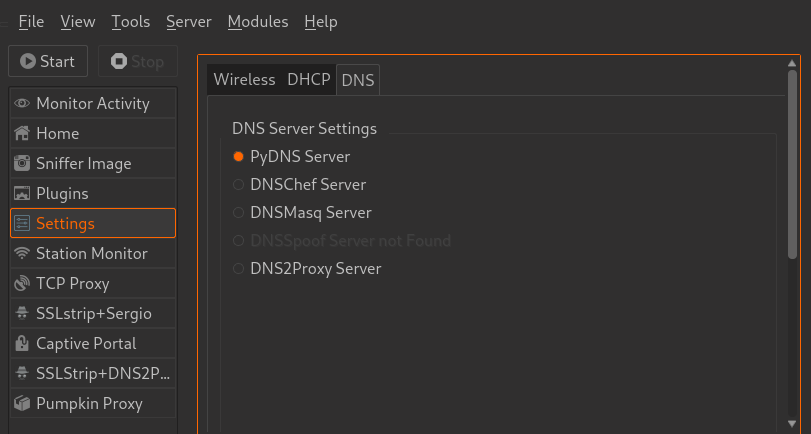 File View Tools Server Modules Help
Start Stop
Monitor Activity
Home
Sniffer Image
Plugins
Settings
Station Monitor
TCP Proxy
SSLstrip+Sergio
Captive Portal
SSLStrip+DNS2P...
Pumpkin Proxy
Wireless DHCP DNS
DNS Server Settings
PyDNS Server
DNSChef Server
DNSMasq Server
DNSSpoof Server not Found
DNS2Proxy Server